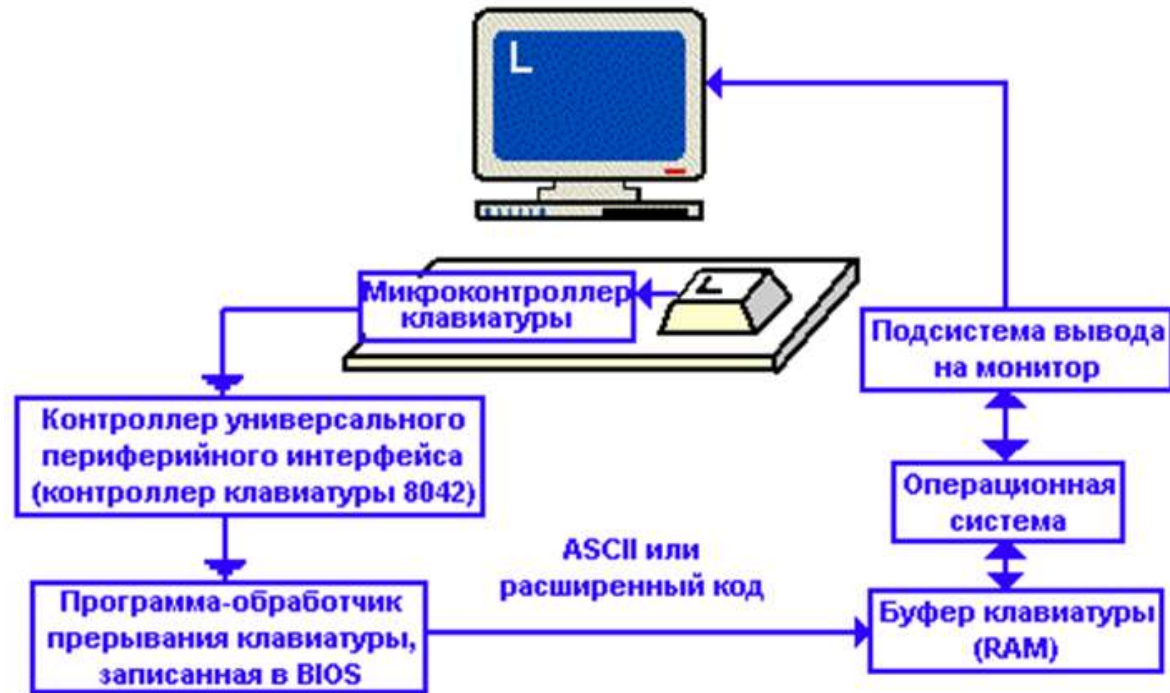 L
L
Микроконтроллер
клавиатуры
Контроллер универсального
периферийного интерфейса
(контроллер клавиатуры 8042)
Программа-обработчик
прерывания клавиатуры,
записанная в BIOS
ASCII или
расширенный код
Буфер клавиатуры
(RAM)
Операционная
система
Подсистема вывода
на монитор